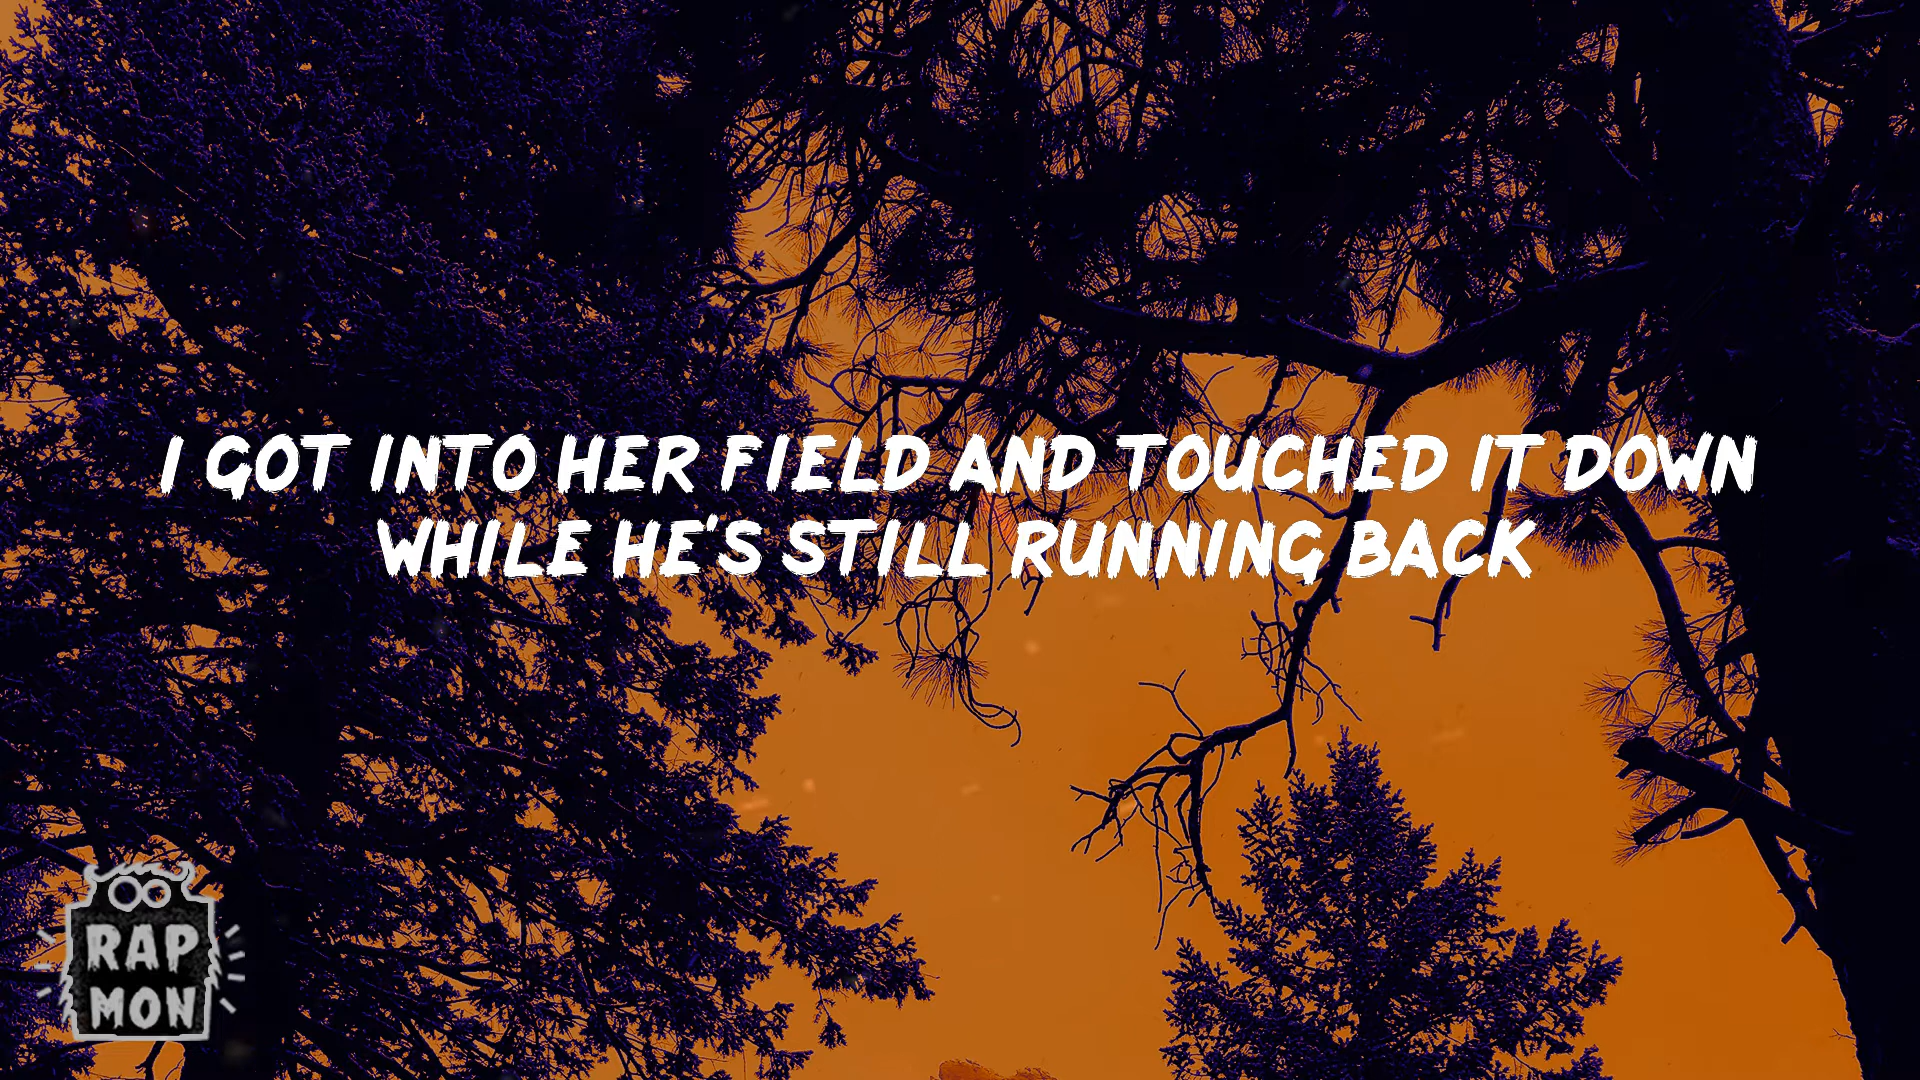 I GOT INTO HER FIELD AND TOUCHED IT DOWN
WHILE HE'S STILL RUNNING BACK
RAP
MON